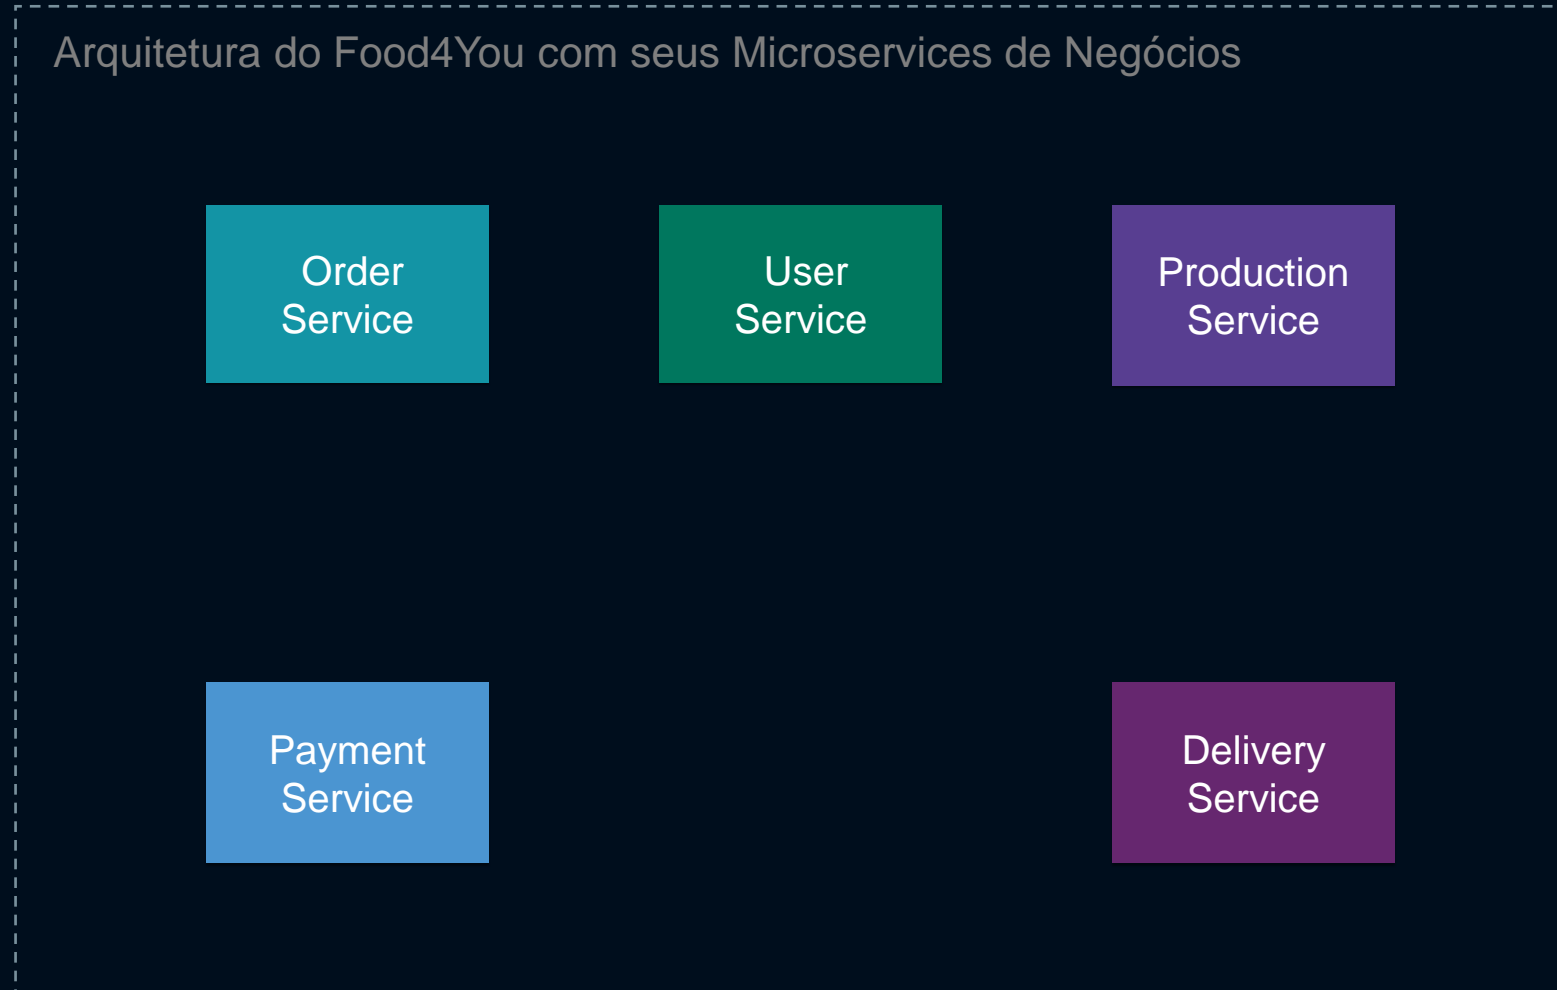 Arquitetura do Food4You com seus Microservices de Negócios
Order
Service
User
Service
Production
Service
Payment
Service
Delivery
Service